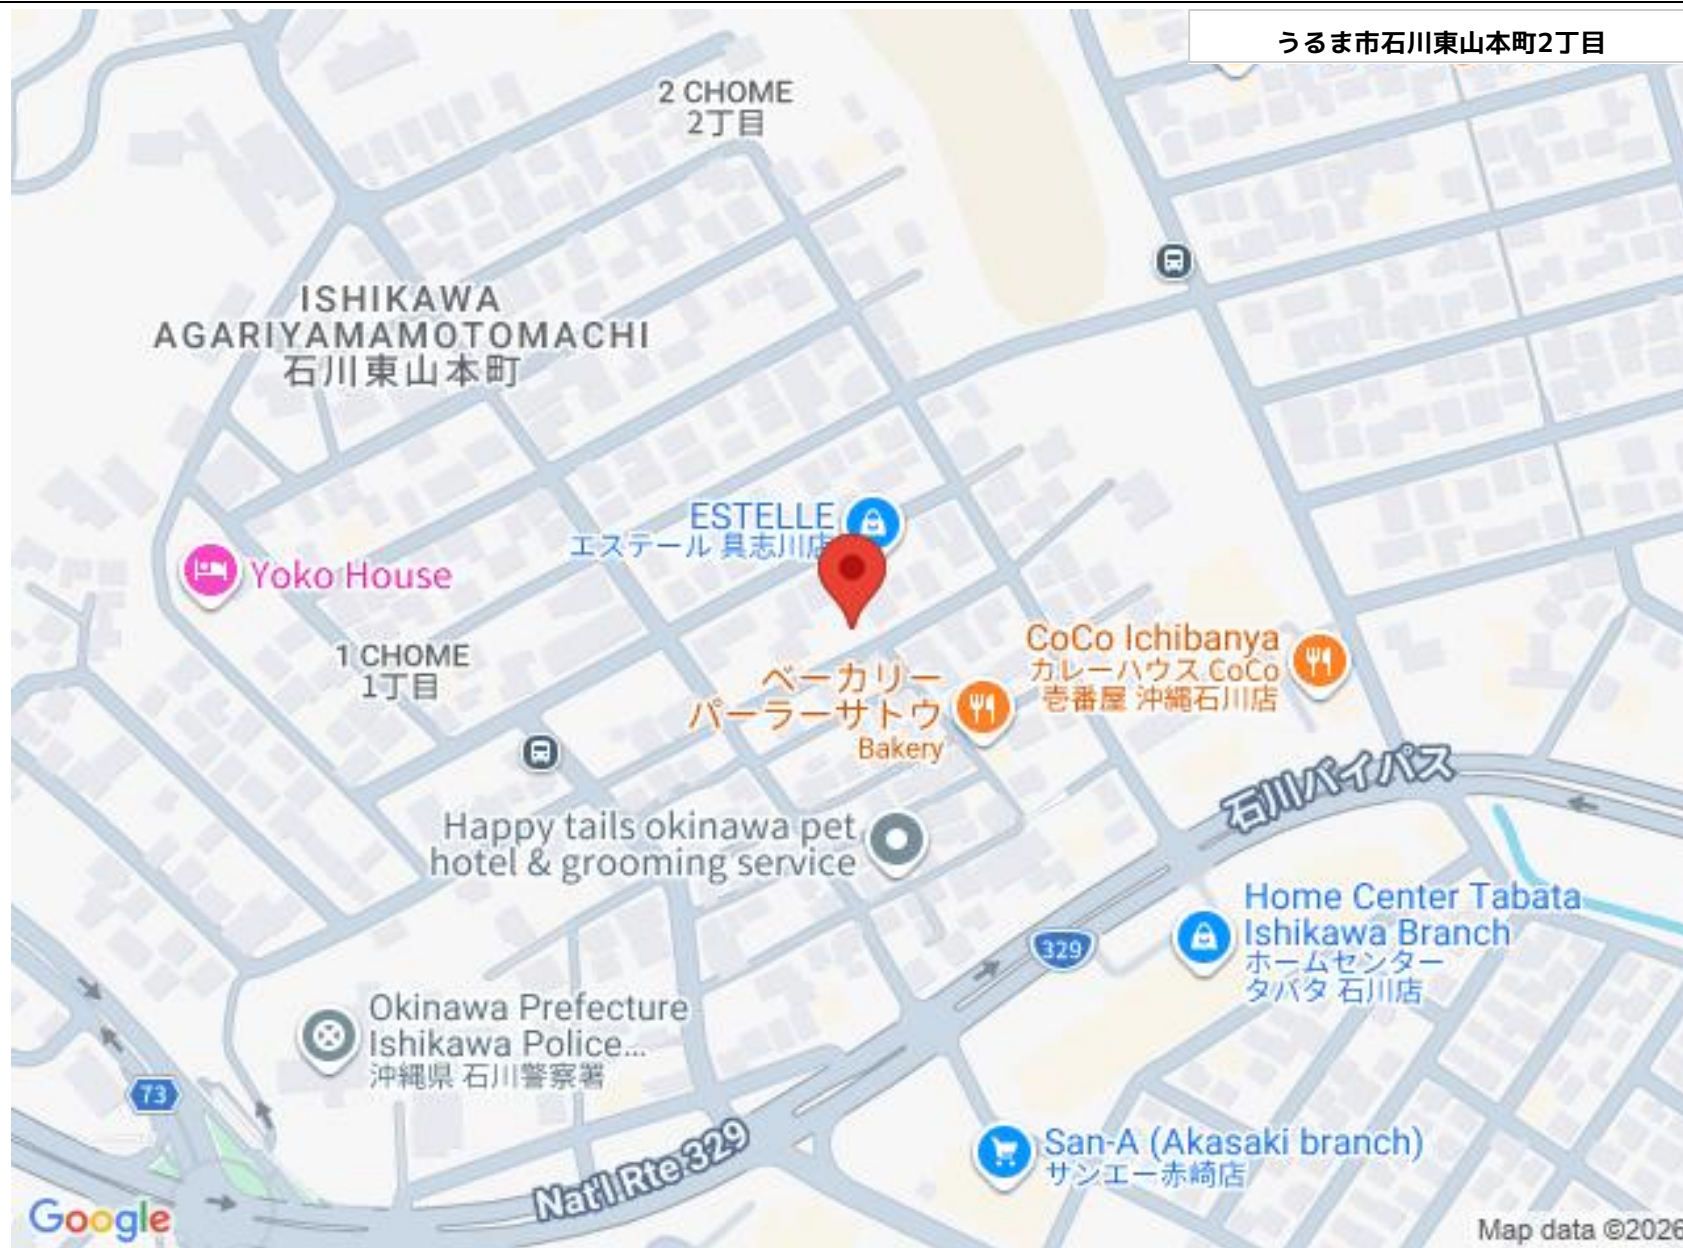 うるま市石川東山本町2丁目
2 CHOME
2丁目
ISHIKAWA
AGARIYAMAMOTOMACHI
石川東山本町
ESTELLE
エステール 具志川店
Yoko House
1 CHOME
1丁目
CoCo Ichibanya
カレーハウス CoCo
壱番屋 沖縄石川店
ベーカリー
パーラーサトウ
Bakery
石川バイパス
Happy tails okinawa pet
hotel & grooming service
Home Center Tabata
Ishikawa Branch
ホームセンター
タバタ 石川店
329
Okinawa Prefecture
Ishikawa Police...
沖縄県 石川警察署
73
San-A (Akasaki branch)
サンエー赤崎店
Nat'l Rte 329
Google
Map data ©2026